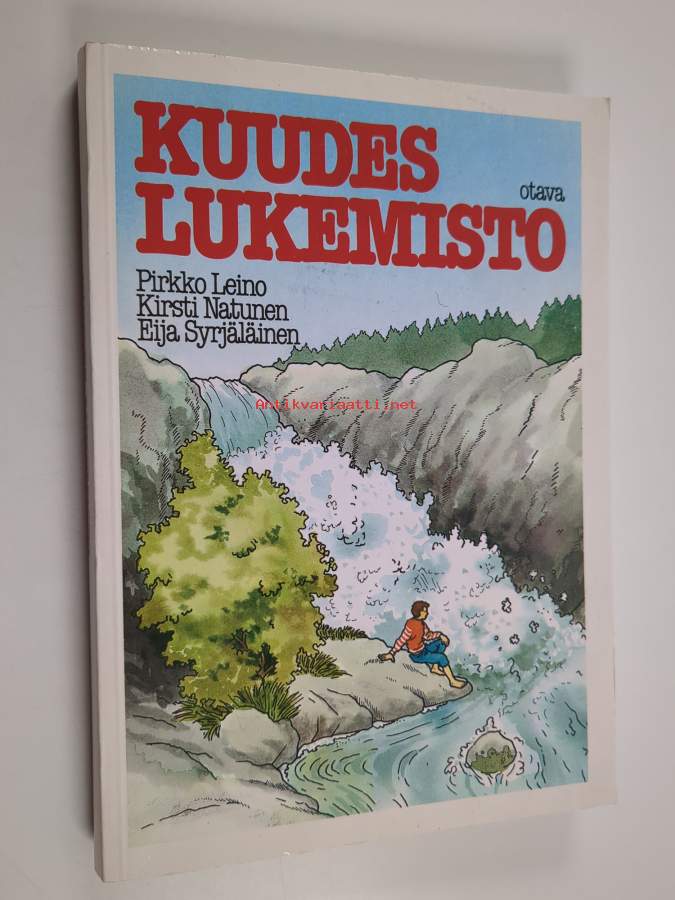 KUUDES
otava
LUKEMISTO
Pirkko Leino
Kirsti Natunen
Eija Syrjäläinen
Antikvariaatti.net